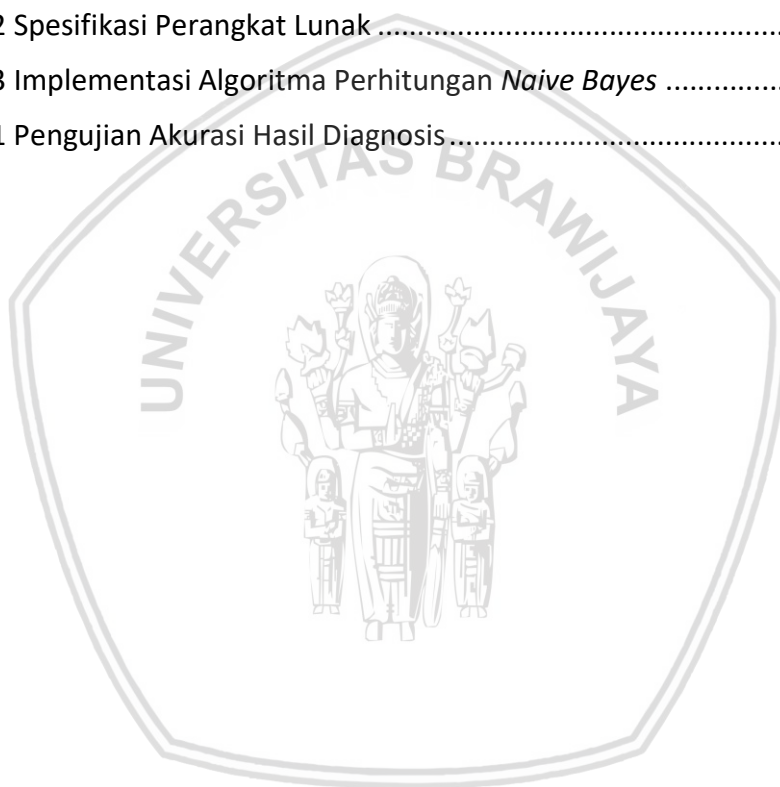 2 Spesifikasi Perangkat Lunak ..................................................
3 Implementasi Algoritma Perhitungan Naive Bayes ...............
1 Pengujian Akurasi Hasil Diagnosis..........................................
UNIVERSITAS BRAWIJAYA